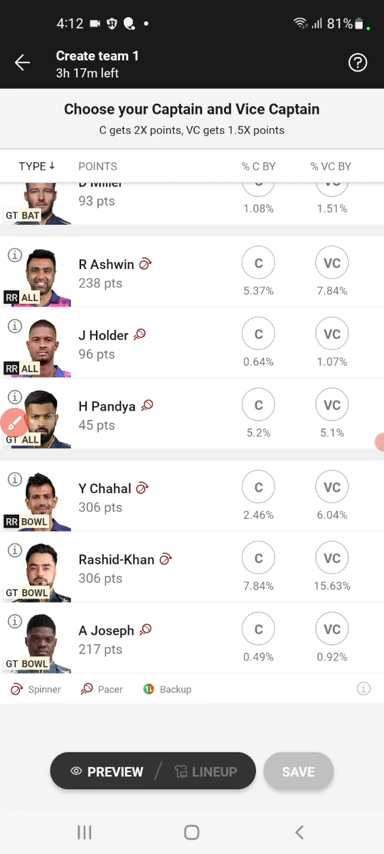 4:12
81%
Create team 1
3h 17m left
Choose your Captain and Vice Captain
C gets 2X points, VC gets 1.5X points
TYPE↓ POINTS % C BY % VC BY
D Miller C VC
93 pts
GT BAT 1.08% 1.51%
R Ashwin C VC
238 pts
RR ALL 5.37% 7.84%
J Holder C VC
96 pts
RR ALL 0.64% 1.07%
H Pandya C VC
45 pts
GT ALL 5.2% 5.1%
Y Chahal C VC
306 pts
RR BOWL 2.46% 6.04%
Rashid-Khan C VC
306 pts
GT BOWL 7.84% 15.63%
A Joseph C VC
217 pts
GT BOWL 0.49% 0.92%
Spinner Pacer Backup
PREVIEW / LINEUP SAVE